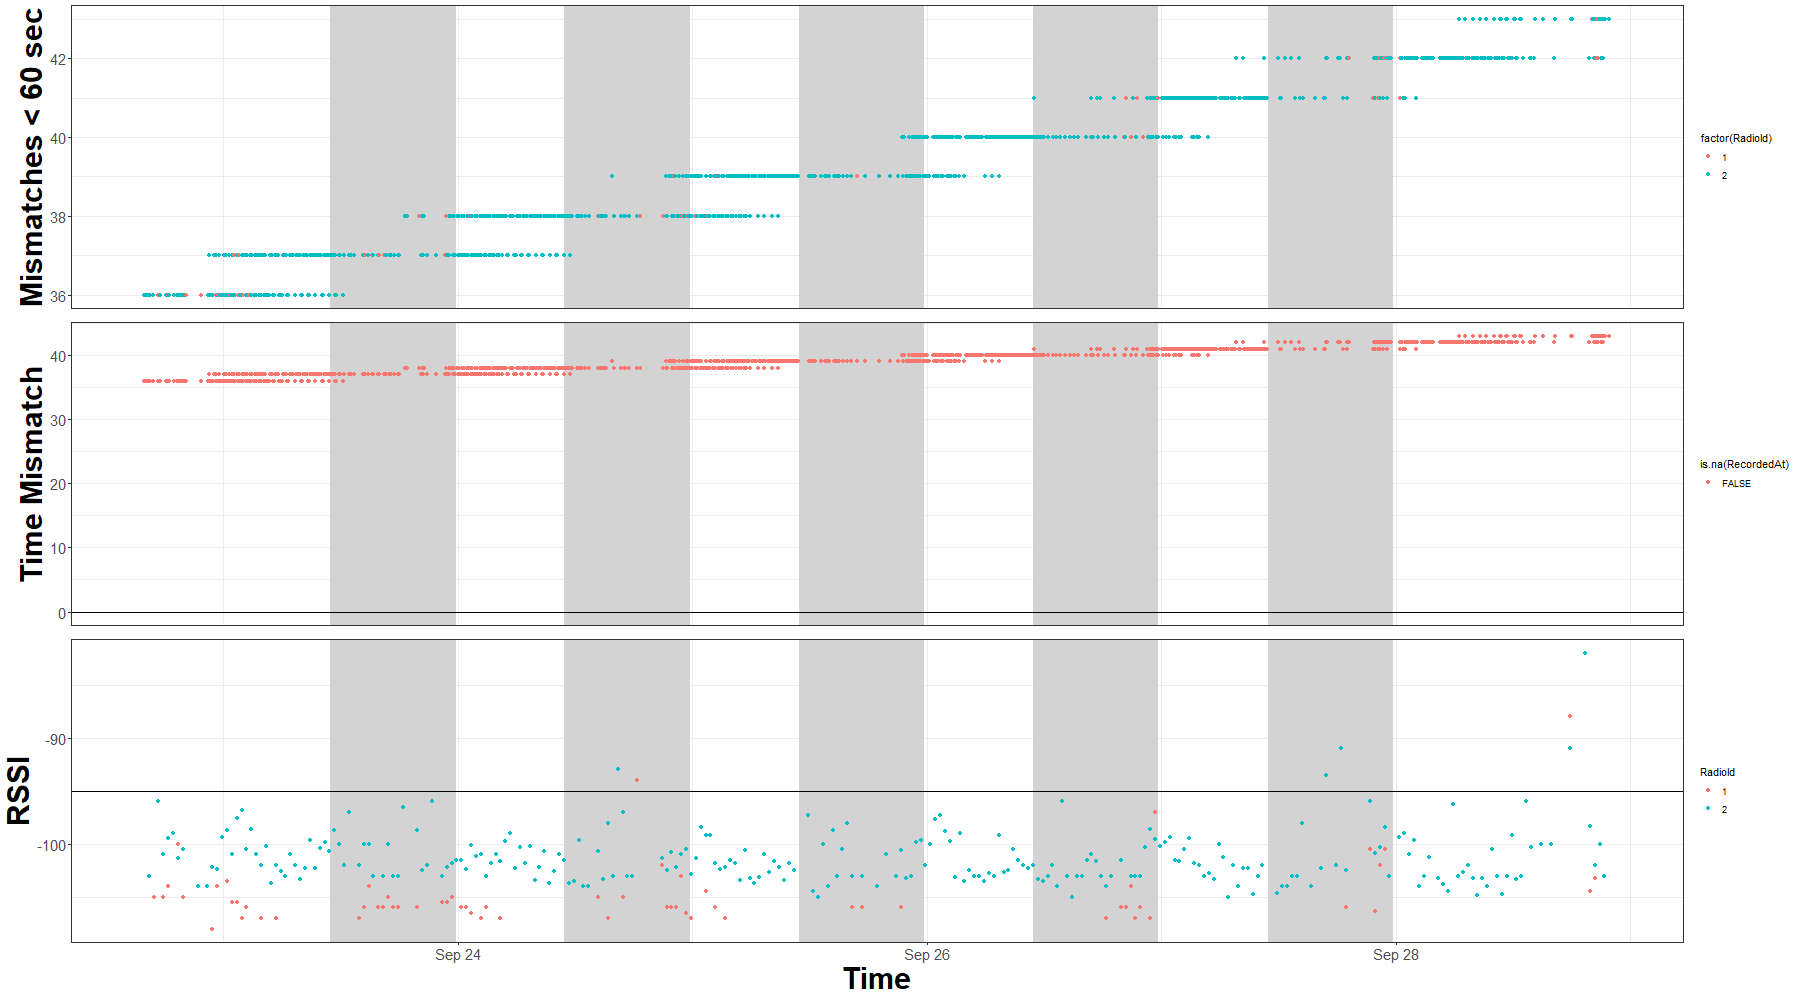 Mismatches < 60 sec
42
40
38
36
factor(RadioId)
1
2
Time Mismatch
40
30
20
10
0
is.na(RecordedAt)
FALSE
RSSI
-90
-100
RadioId
1
2
Sep 24
Sep 26
Sep 28
Time